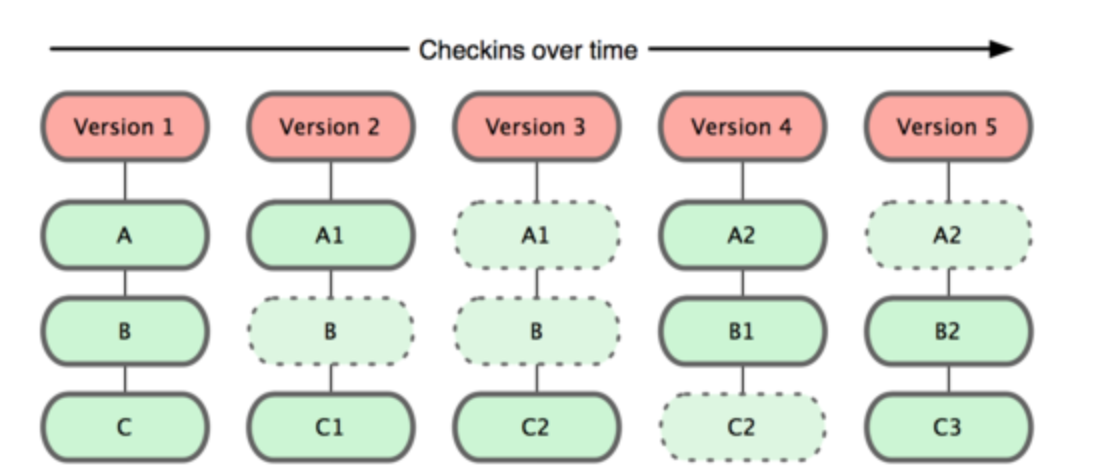 Checkins over time
Version 1 Version 2 Version 3 Version 4 Version 5
A A1 A1 A2 A2
B B B B1 B2
C C1 C2 C2 C3